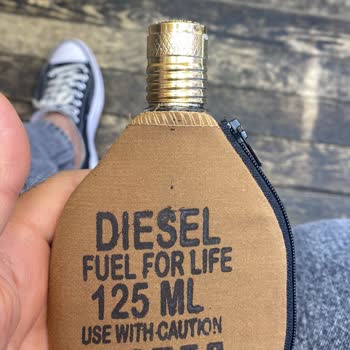 DIESEL
FUEL FOR LIFE
125 ML
USE WITH CAUTION